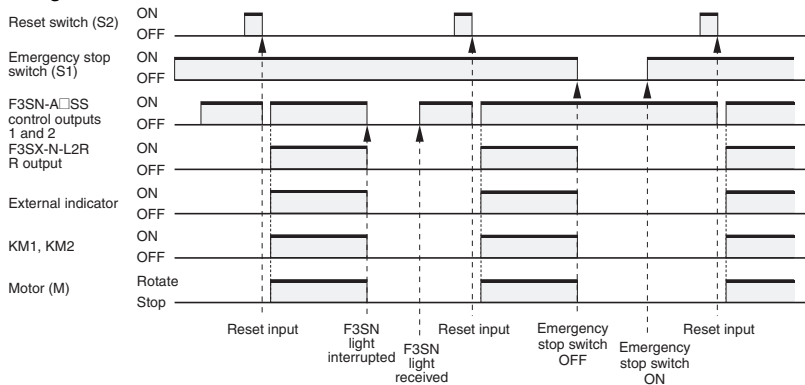 Reset switch (S2)
ON
OFF
Emergency stop
switch (S1)
ON
OFF
F3SN-A□SS
control outputs
1 and 2
ON
OFF
F3SX-N-L2R
R output
ON
OFF
External indicator
ON
OFF
KM1, KM2
ON
OFF
Motor (M)
Rotate
Stop
Reset input
F3SN
light
interrupted
F3SN
light
received
Reset input
Emergency
stop switch
OFF
Emergency
stop switch
ON
Reset input